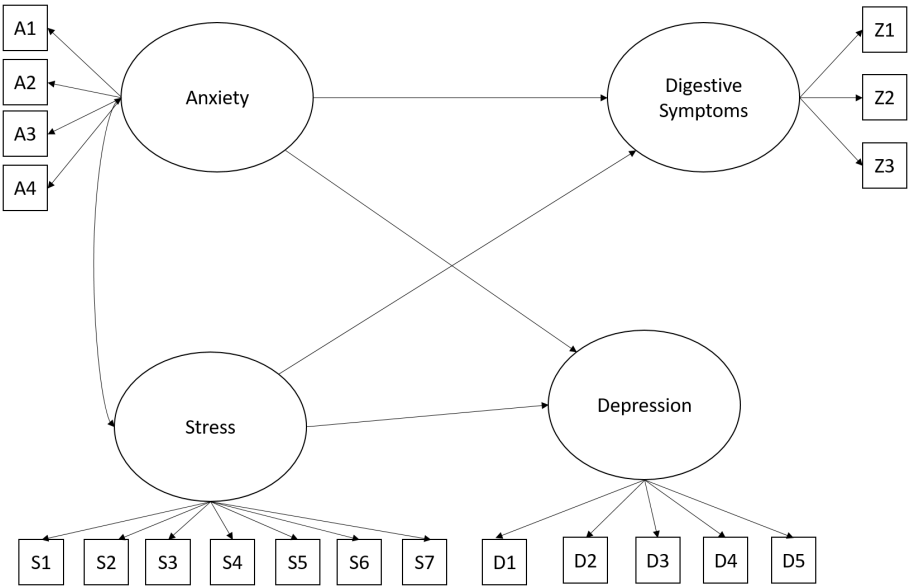 A1
A2
A3
A4
Anxiety
Digestive
Symptoms
Z1
Z2
Z3
Stress
Depression
S1
S2
S3
S4
S5
S6
S7
D1
D2
D3
D4
D5